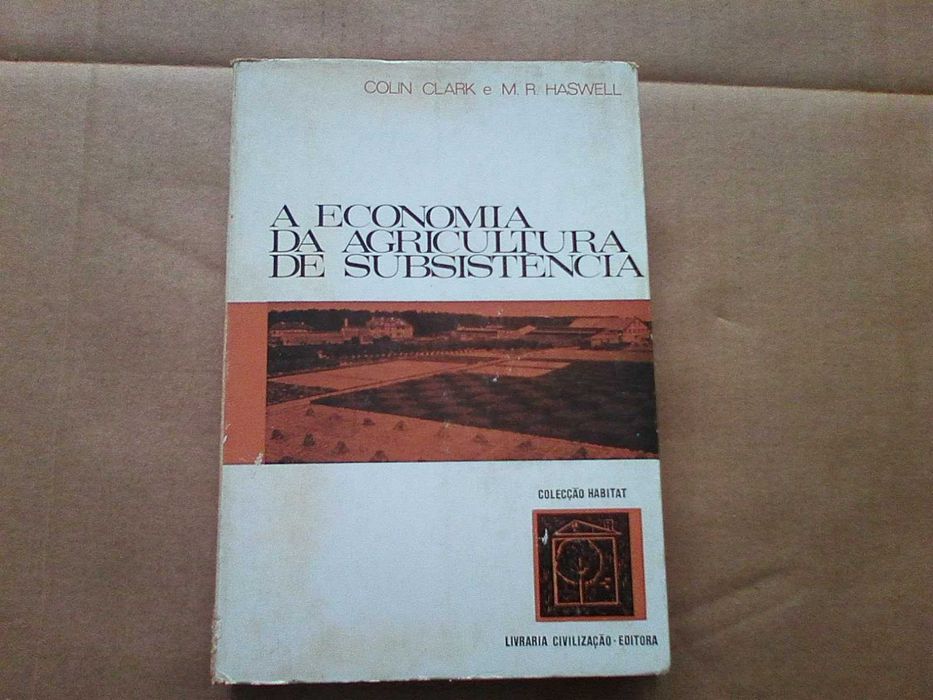 COLIN CLARK e M. R. HASWELL
A ECONOMIA
DA AGRICULTURA
DE SUBSISTÊNCIA
COLECÇÃO HABITAT
LIVRARIA CIVILIZAÇÃO - EDITORA